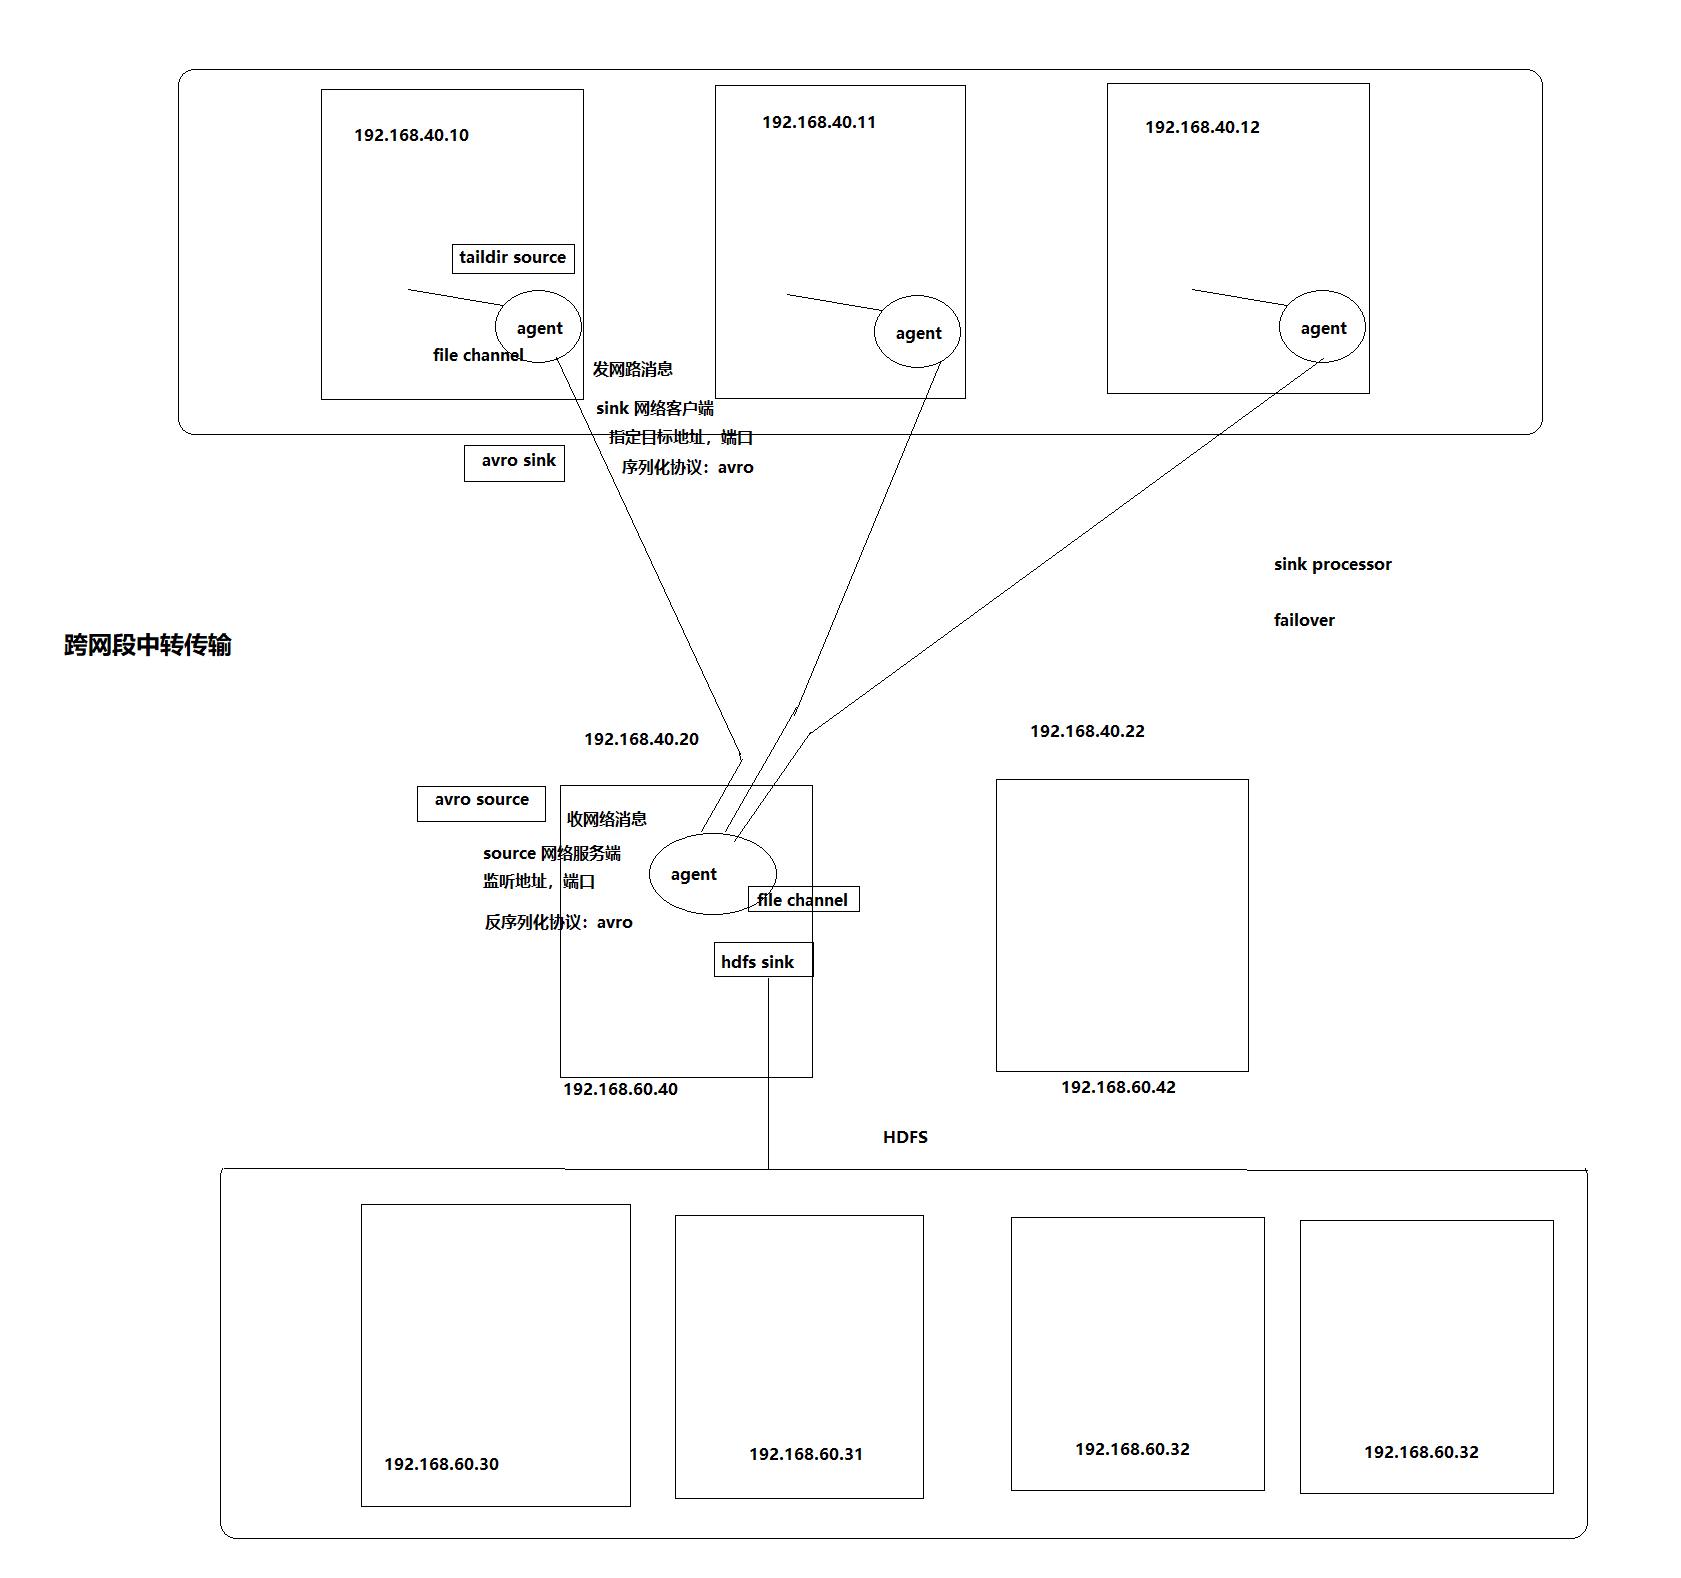 192.168.40.10
192.168.40.11
192.168.40.12
taildir source
agent
agent
agent
file channel
发网路消息
sink 网络客户端
指定目标地址，端口
avro sink
序列化协议：avro
sink processor
failover
跨网段中转传输
192.168.40.20
192.168.40.22
avro source
收网络消息
source 网络服务端
监听地址，端口
agent
file channel
反序列化协议：avro
hdfs sink
192.168.60.40
192.168.60.42
HDFS
192.168.60.30
192.168.60.31
192.168.60.32
192.168.60.32